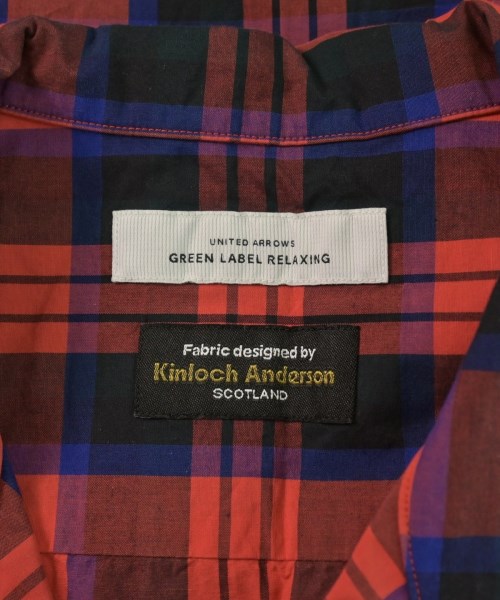 UNITED ARROWS
GREEN LABEL RELAXING
Fabric designed by
Kinloch Anderson
SCOTLAND